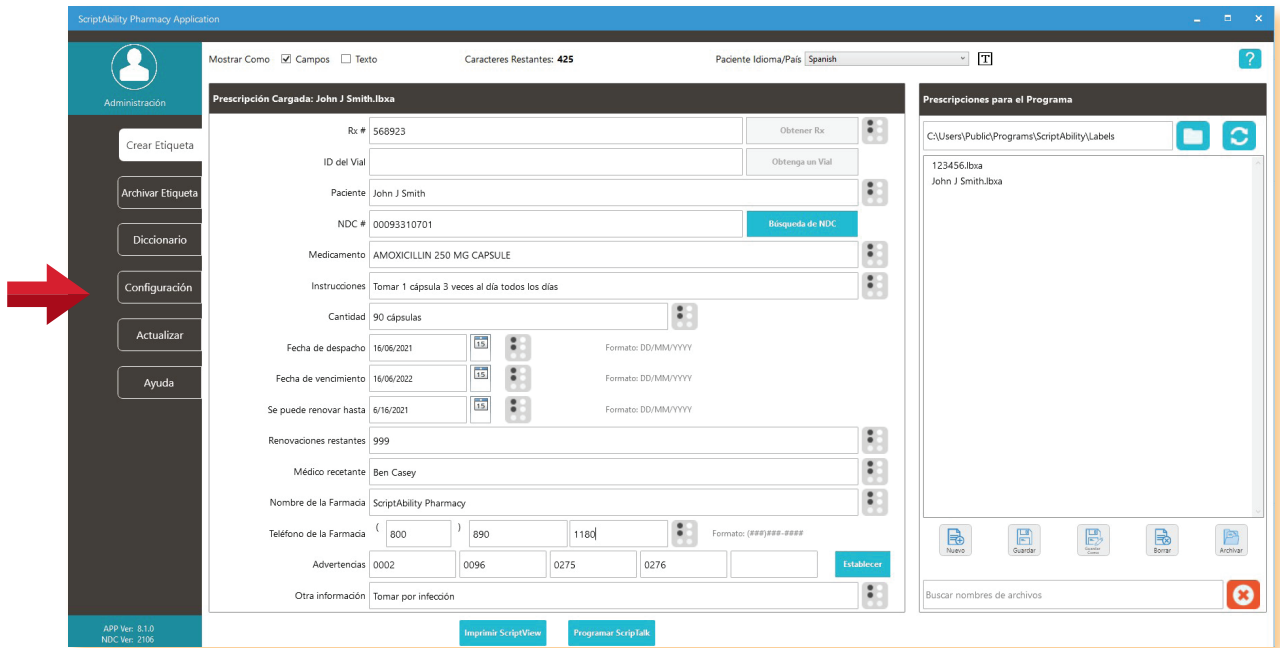 ScriptAbility Pharmacy Application
Administración
Crear Etiqueta
Archivar Etiqueta
Diccionario
Configuración
Actualizar
Ayuda
APP Ver: 8.1.0
NDC Ver: 2106
Mostrar Como Campos Texto Caracteres Restantes: 425 Paciente Idioma/País Spanish T ?
Prescripción Cargada: John J Smith.lbxa
Rx # 568923 Obtener Rx
ID del Vial Obtenga un Vial
Paciente John J Smith
NDC # 00093310701 Búsqueda de NDC
Medicamento AMOXICILLIN 250 MG CAPSULE
Instrucciones Tomar 1 cápsula 3 veces al día todos los días
Cantidad 90 cápsulas
Fecha de despacho 16/06/2021 15 Formato: DD/MM/YYYY
Fecha de vencimiento 16/06/2022 15 Formato: DD/MM/YYYY
Se puede renovar hasta 6/16/2021 15 Formato: DD/MM/YYYY
Renovaciones restantes 999
Médico recetante Ben Casey
Nombre de la Farmacia ScriptAbility Pharmacy
Teléfono de la Farmacia ( 800 ) 890 1180 Formato: (###)###-####
Advertencias 0002 0096 0275 0276 Establecer
Otra información Tomar por infección
Imprimir ScriptView Programar ScripTalk
Prescripciones para el Programa
C:\Users\Public\Programs\ScriptAbility\Labels
123456.lbxa
John J Smith.lbxa
Nuevo Guardar Guardar Como Borrar Archivar
Buscar nombres de archivos